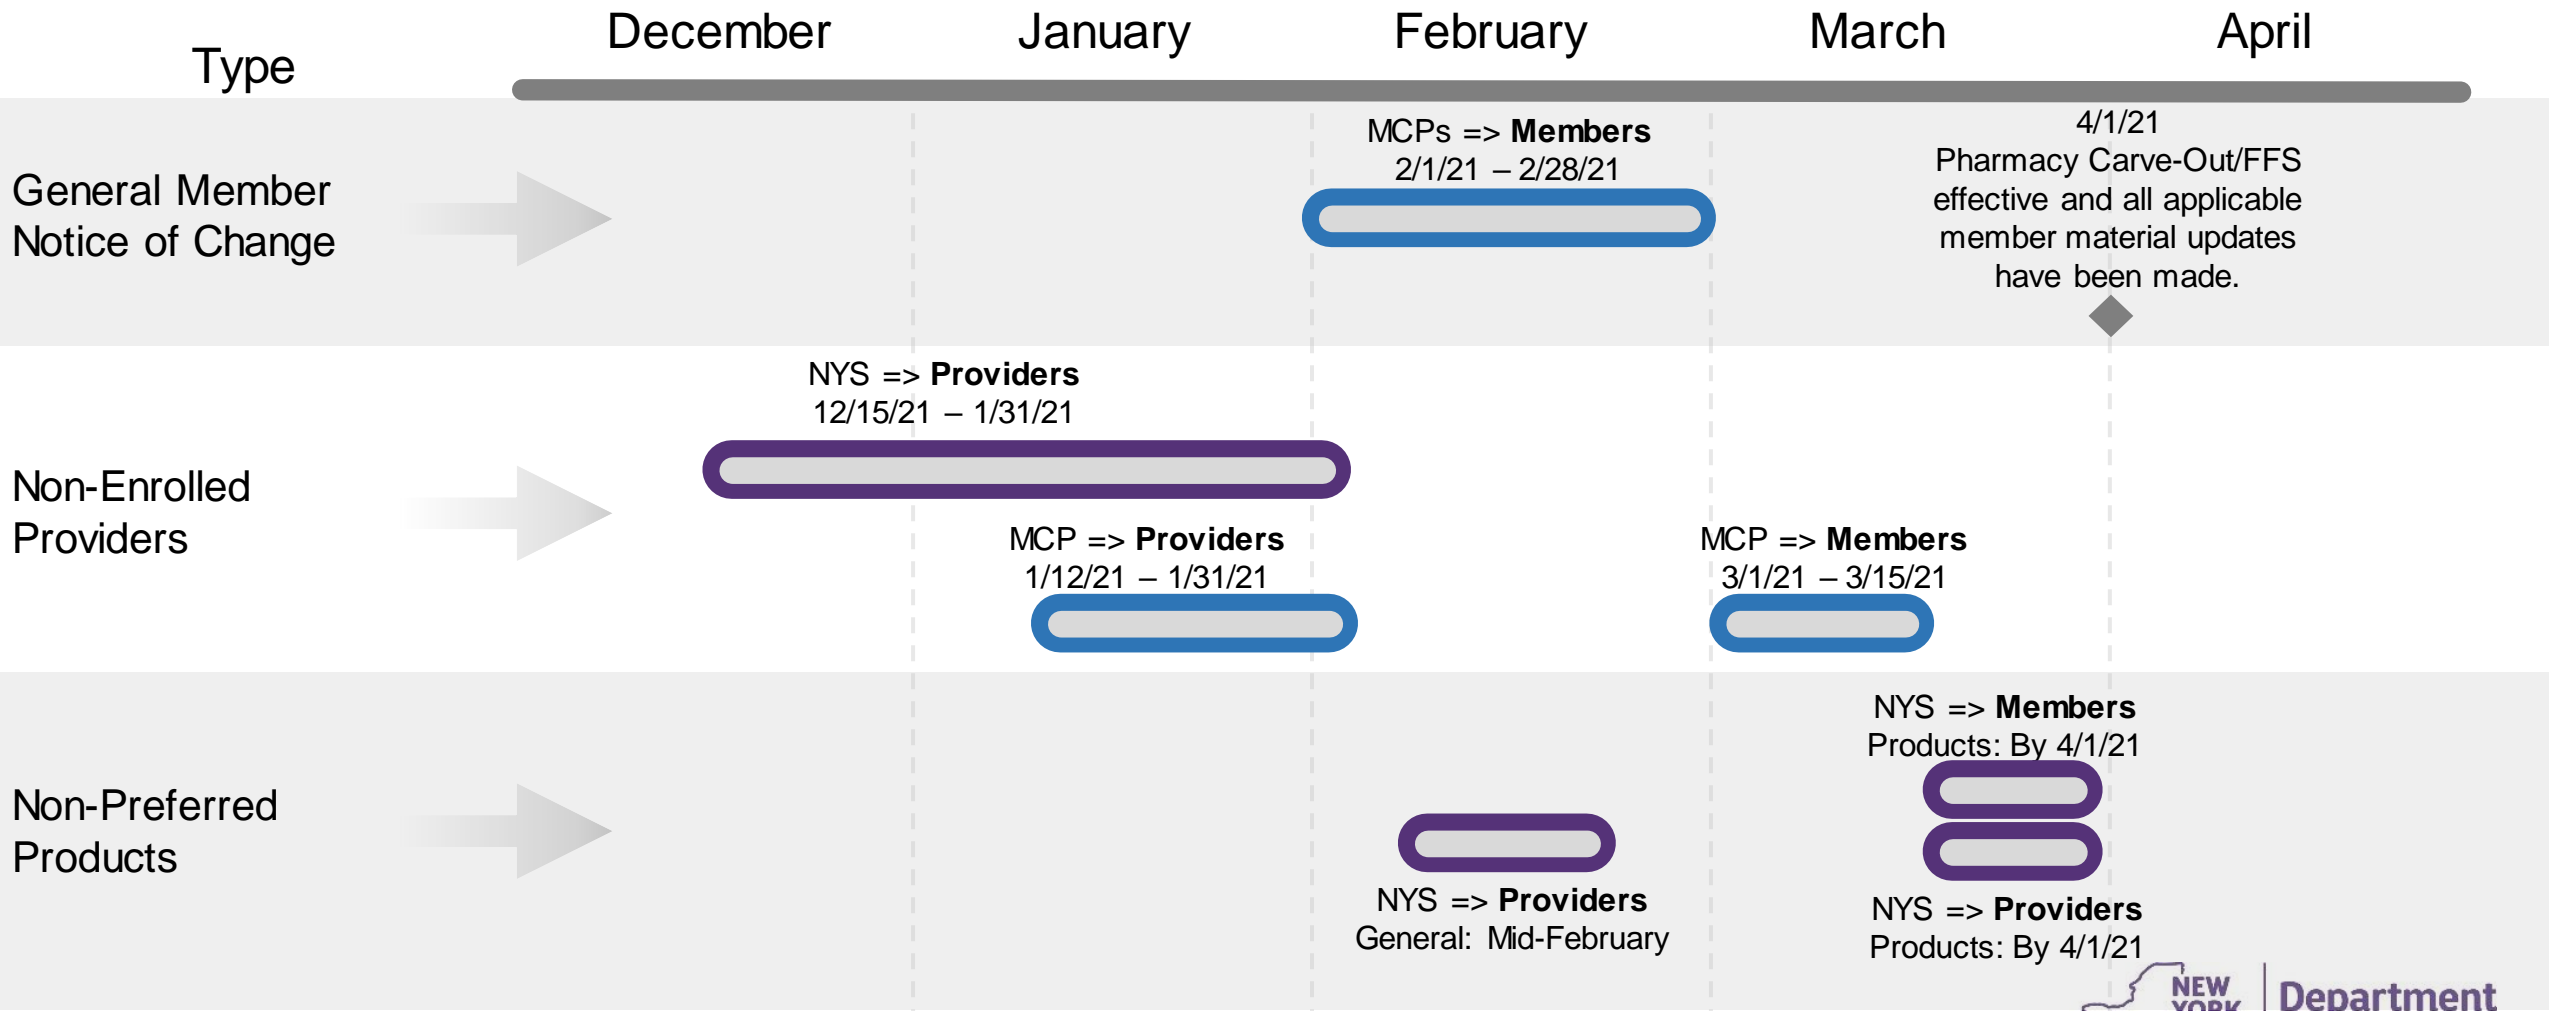 Type
December
January
February
March
April
General Member
Notice of Change
MCPs => Members
2/1/21 – 2/28/21
4/1/21
Pharmacy Carve-Out/FFS
effective and all applicable
member material updates
have been made.
Non-Enrolled
Providers
NYS => Providers
12/15/21 – 1/31/21
MCP => Providers
1/12/21 – 1/31/21
MCP => Members
3/1/21 – 3/15/21
Non-Preferred
Products
NYS => Providers
General: Mid-February
NYS => Members
Products: By 4/1/21
NYS => Providers
Products: By 4/1/21
NEW
YORK
Department